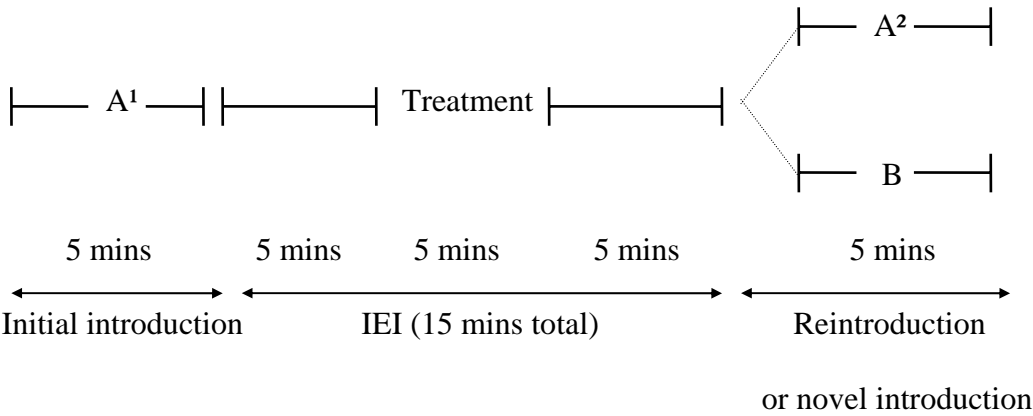 A²
A¹ Treatment
B
5 mins 5 mins 5 mins 5 mins 5 mins
Initial introduction IEI (15 mins total) Reintroduction
or novel introduction